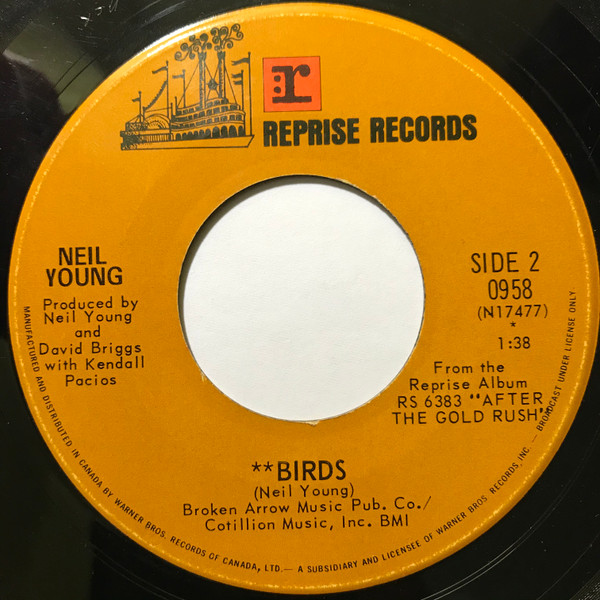 r
REPRISE RECORDS
NEIL
YOUNG
Produced by
Neil Young
and
David Briggs
with Kendall
Pacios
SIDE 2
0958
(N17477)
*
1:38
From the
Reprise Album
RS 6383 "AFTER
THE GOLD RUSH"
**BIRDS
(Neil Young)
Broken Arrow Music Pub. Co./
Cotillion Music, Inc. BMI
MANUFACTURED AND DISTRIBUTED IN CANADA BY WARNER BROS. RECORDS OF CANADA, LTD.— A SUBSIDIARY AND LICENSEE OF WARNER BROS. RECORDS, INC — BROADCAST UNDER LICENSE ONLY